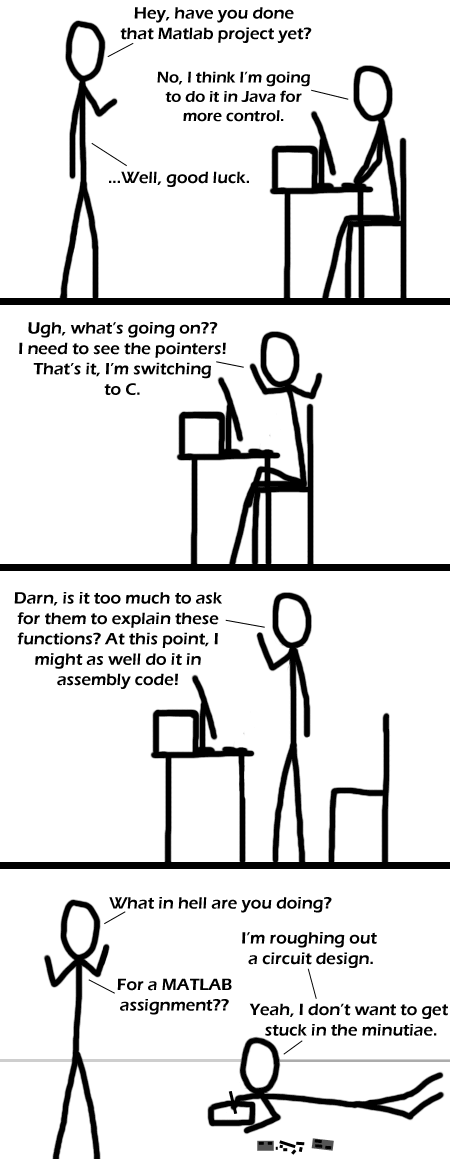 Hey, have you done
that Matlab project yet?
No, I think I'm going
to do it in Java for
more control.
...Well, good luck.
Ugh, what's going on??
I need to see the pointers!
That's it, I'm switching
to C.
Darn, is it too much to ask
for them to explain these
functions? At this point, I
might as well do it in
assembly code!
What in hell are you doing?
I'm roughing out
a circuit design.
For a MATLAB
assignment??
Yeah, I don't want to get
stuck in the minutiae.